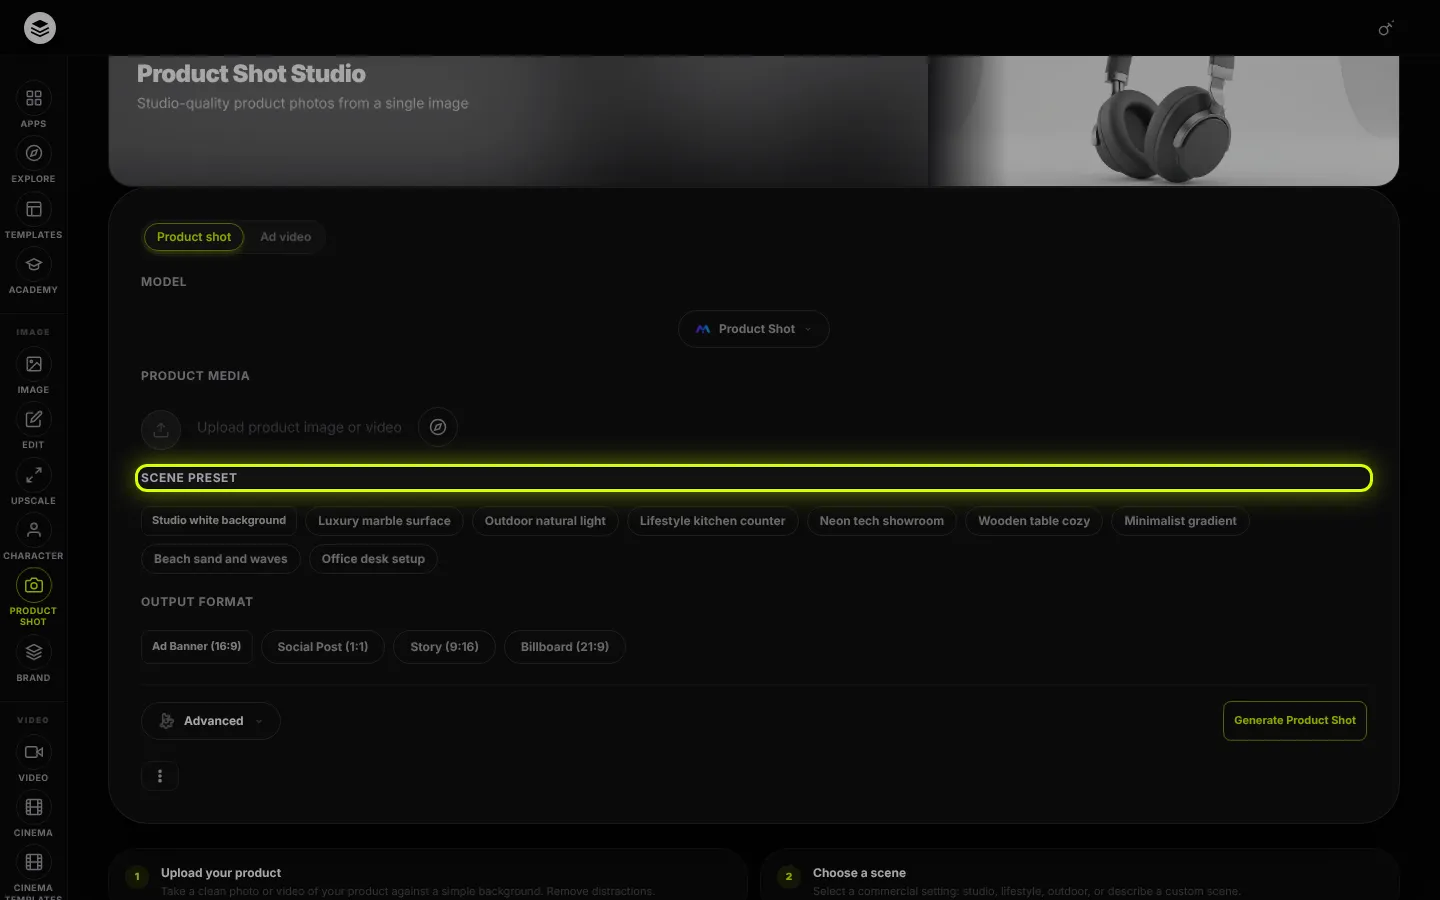 Product Shot Studio
Studio-quality product photos from a single image
APPS
EXPLORE
TEMPLATES
ACADEMY
IMAGE
IMAGE
EDIT
UPSCALE
CHARACTER
PRODUCT
SHOT
BRAND
VIDEO
VIDEO
CINEMA
CINEMA
TEMPLATES
Product shot
Ad video
MODEL
Product Shot
PRODUCT MEDIA
Upload product image or video
SCENE PRESET
Studio white background
Luxury marble surface
Outdoor natural light
Lifestyle kitchen counter
Neon tech showroom
Wooden table cozy
Minimalist gradient
Beach sand and waves
Office desk setup
OUTPUT FORMAT
Ad Banner (16:9)
Social Post (1:1)
Story (9:16)
Billboard (21:9)
Advanced
Generate Product Shot
1
Upload your product
Take a clean photo or video of your product against a simple background. Remove distractions.
2
Choose a scene
Select a commercial setting: studio, lifestyle, outdoor, or describe a custom scene.